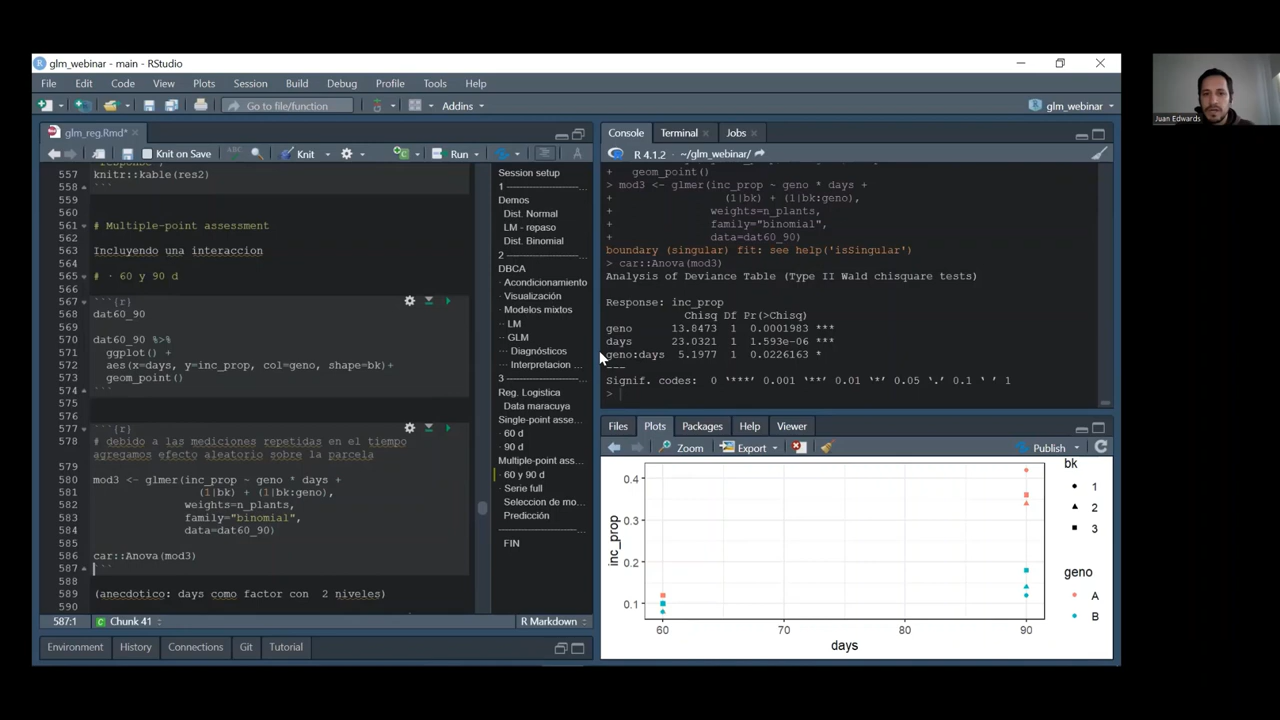 glm_webinar - main - RStudio
File Edit Code View Plots Session Build Debug Profile Tools Help
Go to file/function Addins glm_webinar
glm_reg.Rmd*
Knit on Save Knit Run
557 knitr::kable(res2)
558 ```
559
560
561 # Multiple-point assessment
562
563 Incluyendo una interaccion
564
565 # · 60 y 90 d
567 ```{r}
568 dat60_90
569
570 dat60_90 %>%
571 ggplot() +
572 aes(x=days, y=inc_prop, col=geno, shape=bk)+
573 geom_point()
574 ```
575
576
577 ```{r}
578 # debido a las mediciones repetidas en el tiempo
agregamos efecto aleatorio sobre la parcela
579
580 mod3 <- glmer(inc_prop ~ geno * days +
581 (1|bk) + (1|bk:geno),
582 weights=n_plants,
583 family="binomial",
584 data=dat60_90)
585
586 car::Anova(mod3)
587 ```
588
589 (anecdotico: days como factor con 2 niveles)
590
587:1 Chunk 41 R Markdown
Environment History Connections Git Tutorial
Session setup
1 ----------------...
Demos
Dist. Normal
LM - repaso
Dist. Binomial
2 ----------------...
DBCA
· Acondicionamiento
· Visualización
· Modelos mixtos
·· LM
·· GLM
··· Diagnósticos
··· Interpretacion ...
3 ----------------...
Reg. Logistica
Data maracuya
Single-point asse...
· 60 d
· 90 d
Multiple-point ass...
· 60 y 90 d
· Serie full
Seleccion de mo...
Predicción
FIN
Console Terminal Jobs
R 4.1.2 · ~/glm_webinar/
+ geom_point()
> mod3 <- glmer(inc_prop ~ geno * days +
+ (1|bk) + (1|bk:geno),
+ weights=n_plants,
+ family="binomial",
+ data=dat60_90)
boundary (singular) fit: see help('isSingular')
> car::Anova(mod3)
Analysis of Deviance Table (Type II Wald chisquare tests)
Response: inc_prop
Chisq Df Pr(>Chisq)
geno 13.8473 1 0.0001983 ***
days 23.0321 1 1.593e-06 ***
geno:days 5.1977 1 0.0226163 *
---
Signif. codes: 0 ‘***’ 0.001 ‘**’ 0.01 ‘*’ 0.05 ‘.’ 0.1 ‘ ’ 1
>
Files Plots Packages Help Viewer
Zoom Export Publish
inc_prop
0.4
0.3
0.2
0.1
60 70 80 90
days
bk
1
2
3
geno
A
B
Juan Edwards